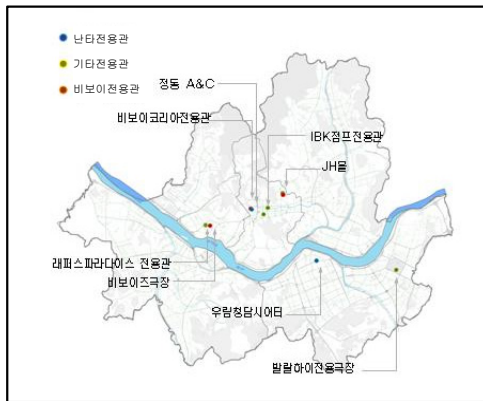 난타전용관
기타전용관
비보이전용관
정동 A&C
비보이코리아전용관
IBK점프전용관
JH몰
래퍼스파라다이스 전용관
비보이즈극장
우림청담시어터
발랄하이전용극장